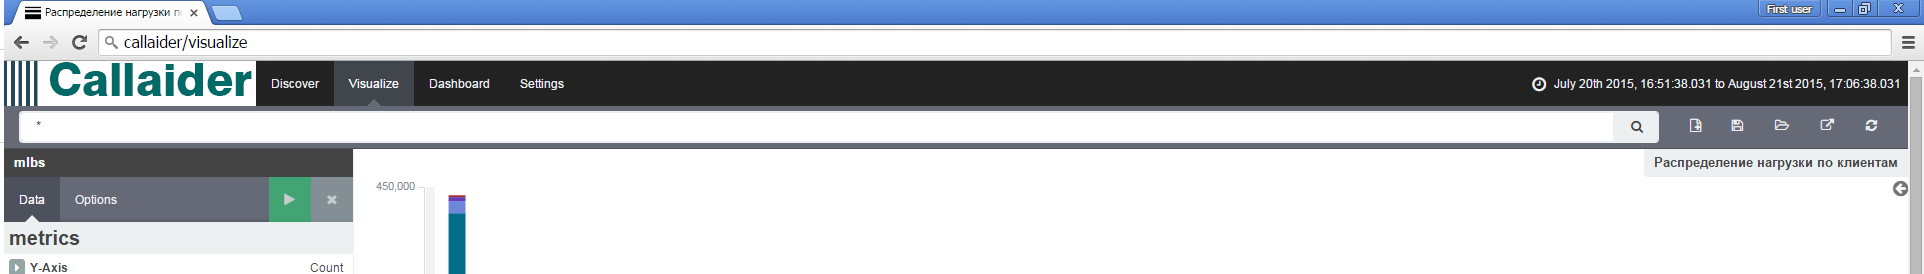 Распределение нагрузки по
First user
callaider/visualize
Callaider Discover Visualize Dashboard Settings July 20th 2015, 16:51:38.031 to August 21st 2015, 17:06:38.031
*
mlbs
Распределение нагрузки по клиентам
Data Options
450,000
metrics
Y-Axis Count